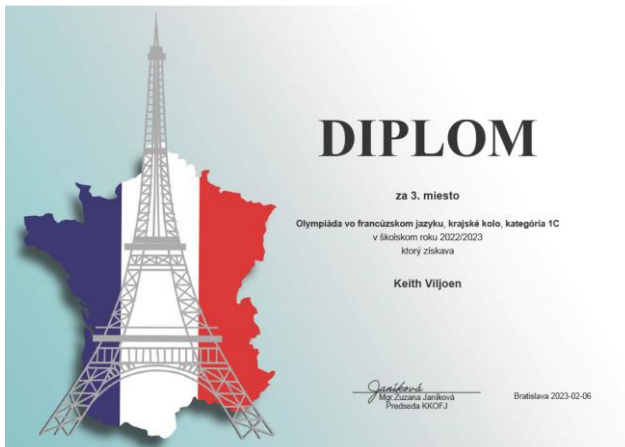 DIPLOM
za 3. miesto
Olympiáda vo francúzskom jazyku, krajské kolo, kategória 1C
v školskom roku 2022/2023
ktorý získava
Keith Viljoen
Janíková
Mgr.Zuzana Janíková
Predseda KKOFJ
Bratislava 2023-02-06